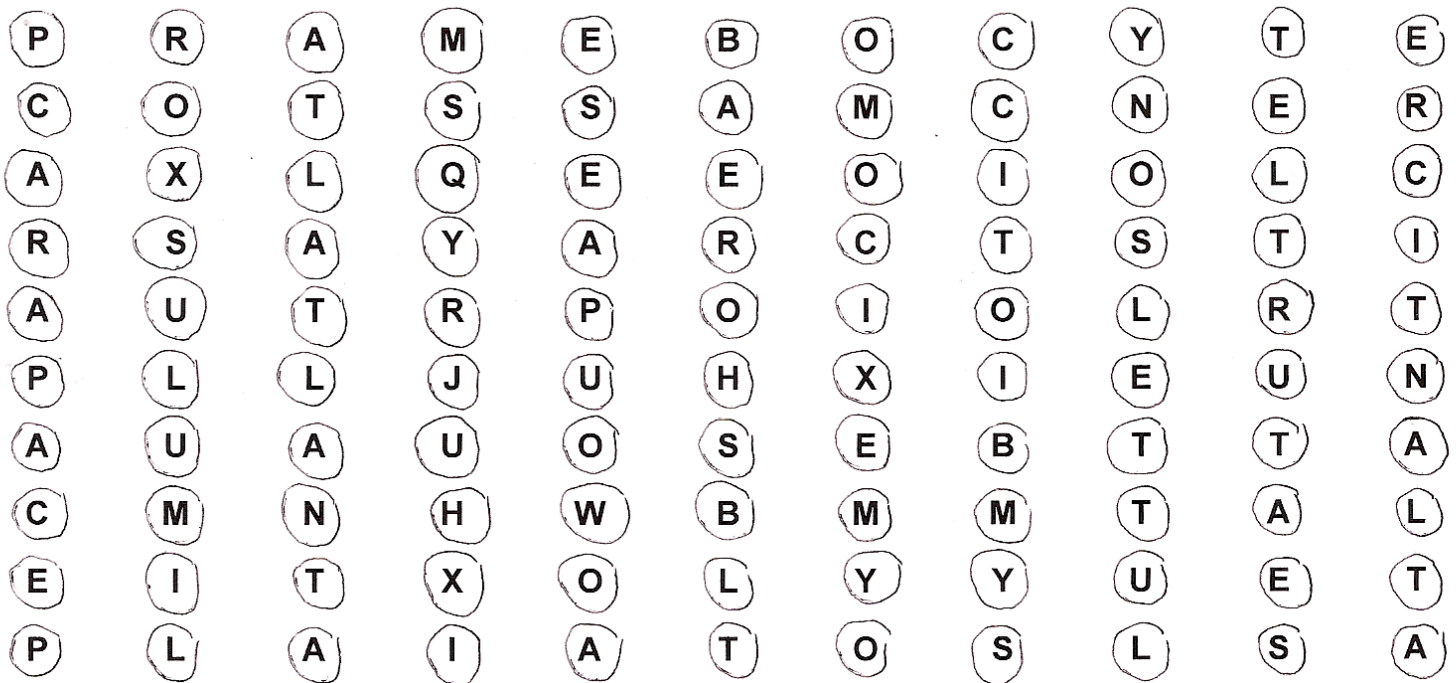 P R A M E B O C Y T E
C O T S S A M C N E R
A X L Q E E O I O L C
R S A Y A R C T S T I
A U T R P O I O L R T
P L L J U H X I E U N
A U A U O S E B T T A
C M N H W B M M T A L
E I T X O L Y Y U E T
P L A I A T O S L S A